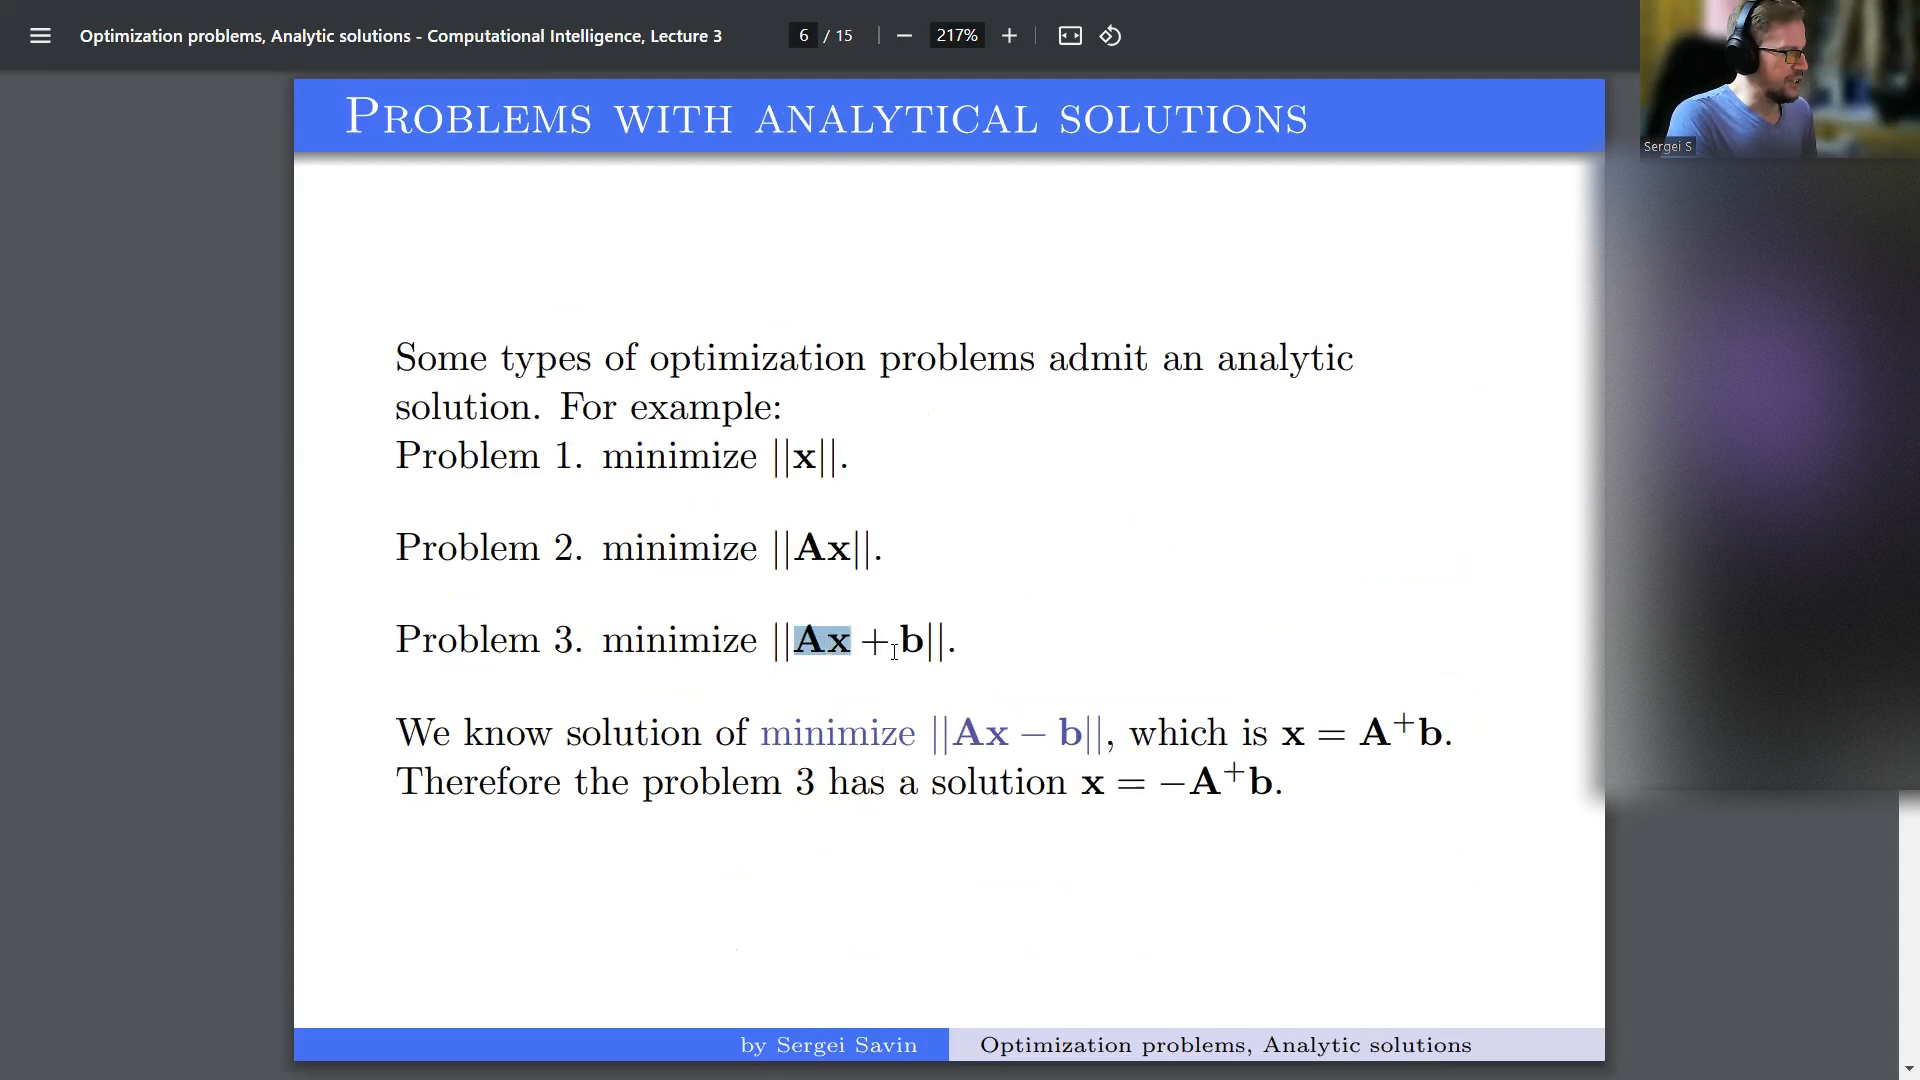 Optimization problems, Analytic solutions - Computational Intelligence, Lecture 3
6 / 15
217%
Sergei S
Problems with analytical solutions
Some types of optimization problems admit an analytic
solution. For example:
Problem 1. minimize ||x||.
Problem 2. minimize ||Ax||.
Problem 3. minimize ||Ax + b||.
We know solution of minimize ||Ax − b||, which is x = A⁺b.
Therefore the problem 3 has a solution x = −A⁺b.
by Sergei Savin
Optimization problems, Analytic solutions